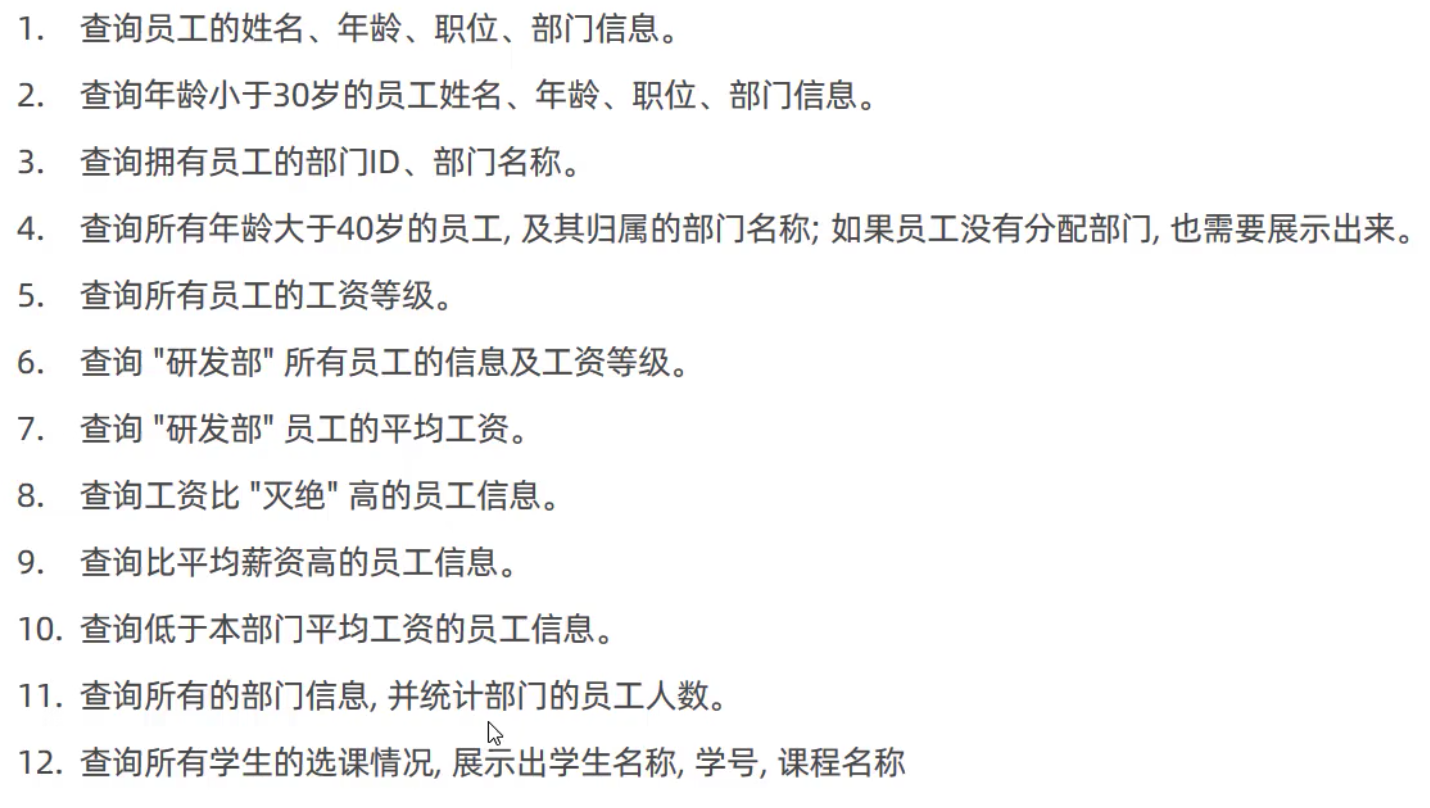 1. 查询员工的姓名、年龄、职位、部门信息。
2. 查询年龄小于30岁的员工姓名、年龄、职位、部门信息。
3. 查询拥有员工的部门ID、部门名称。
4. 查询所有年龄大于40岁的员工, 及其归属的部门名称; 如果员工没有分配部门, 也需要展示出来。
5. 查询所有员工的工资等级。
6. 查询 "研发部" 所有员工的信息及工资等级。
7. 查询 "研发部" 员工的平均工资。
8. 查询工资比 "灭绝" 高的员工信息。
9. 查询比平均薪资高的员工信息。
10. 查询低于本部门平均工资的员工信息。
11. 查询所有的部门信息, 并统计部门的员工人数。
12. 查询所有学生的选课情况, 展示出学生名称, 学号, 课程名称